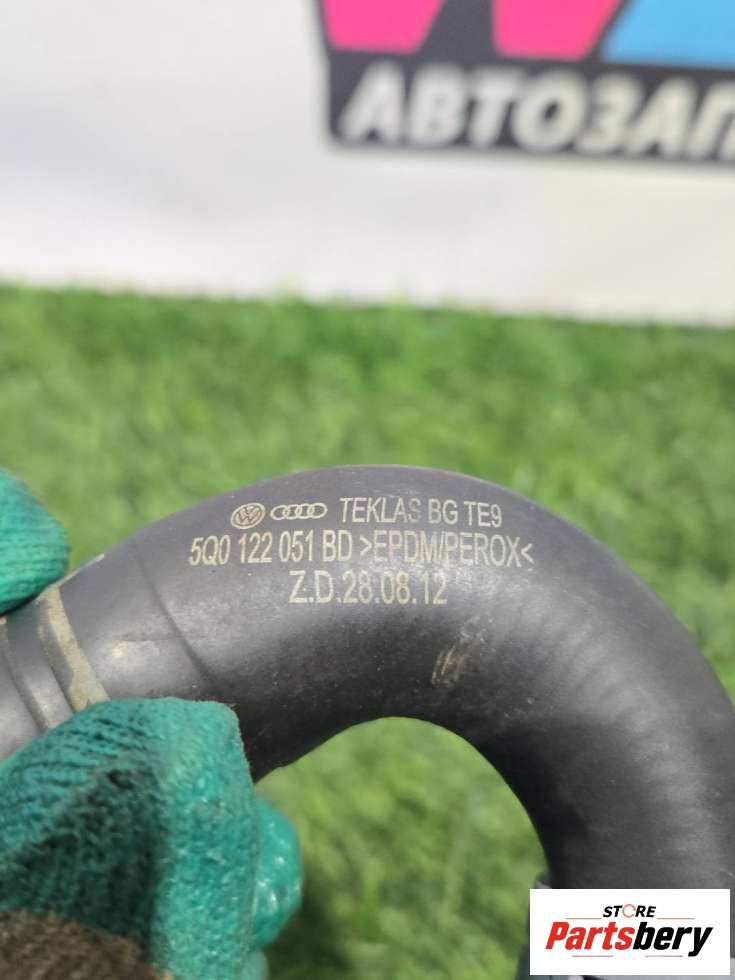 АВТОЗАП
TEKLAS BG TE9
5Q0 122 051 BD >EPDM/PEROX<
Z.D.28.08.12
STORE
Partsbery